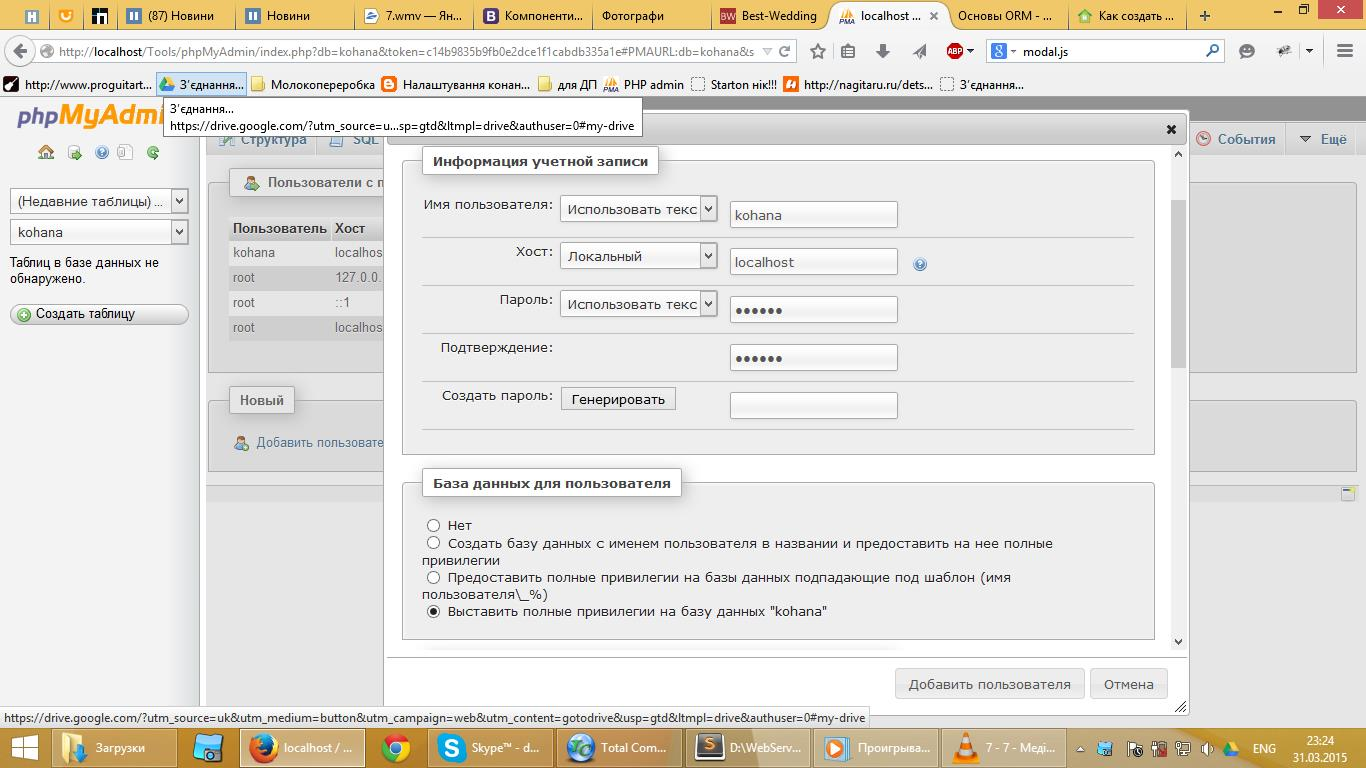 (87) Новини
Новини
7.wmv — Ян...
Компоненти...
Фотографи
Best-Wedding
localhost ...
Основы ORM - ...
Как создать ...
http://localhost/Tools/phpMyAdmin/index.php?db=kohana&token=c14b9835b9fb0e2dce1f1cabdb335a1e#PMAURL:db=kohana&s
ABP
modal.js
http://www.proguitart...
З'єднання...
Молокопереробка
Налаштування конан...
для ДП
PHP admin
Starton нік!!!
http://nagitaru.ru/dets...
З'єднання...
З'єднання...
https://drive.google.com/?utm_source=u...sp=gtd&ltmpl=drive&authuser=0#my-drive
phpMyAdmi
Структура
SQL
События
Ещё
(Недавние таблицы) ...
kohana
Таблиц в базе данных не
обнаружено.
Создать таблицу
Пользователи с п
Пользователь Хост
kohana localhos
root 127.0.0.
root ::1
root localhos
Новый
Добавить пользовате
Информация учетной записи
Имя пользователя: Использовать текс kohana
Хост: Локальный localhost
Пароль: Использовать текс ••••••
Подтверждение: ••••••
Создать пароль: Генерировать
База данных для пользователя
Нет
Создать базу данных с именем пользователя в названии и предоставить на нее полные
привилегии
Предоставить полные привилегии на базы данных подпадающие под шаблон (имя
пользователя\_%)
Выставить полные привилегии на базу данных "kohana"
Добавить пользователя
Отмена
https://drive.google.com/?utm_source=uk&utm_medium=button&utm_campaign=web&utm_content=gotodrive&usp=gtd&ltmpl=drive&authuser=0#my-drive
Загрузки
localhost / ...
Skype™ - d...
Total Com...
D:\WebServ...
Проигрыва...
7 - 7 - Медi...
ENG
23:24
31.03.2015